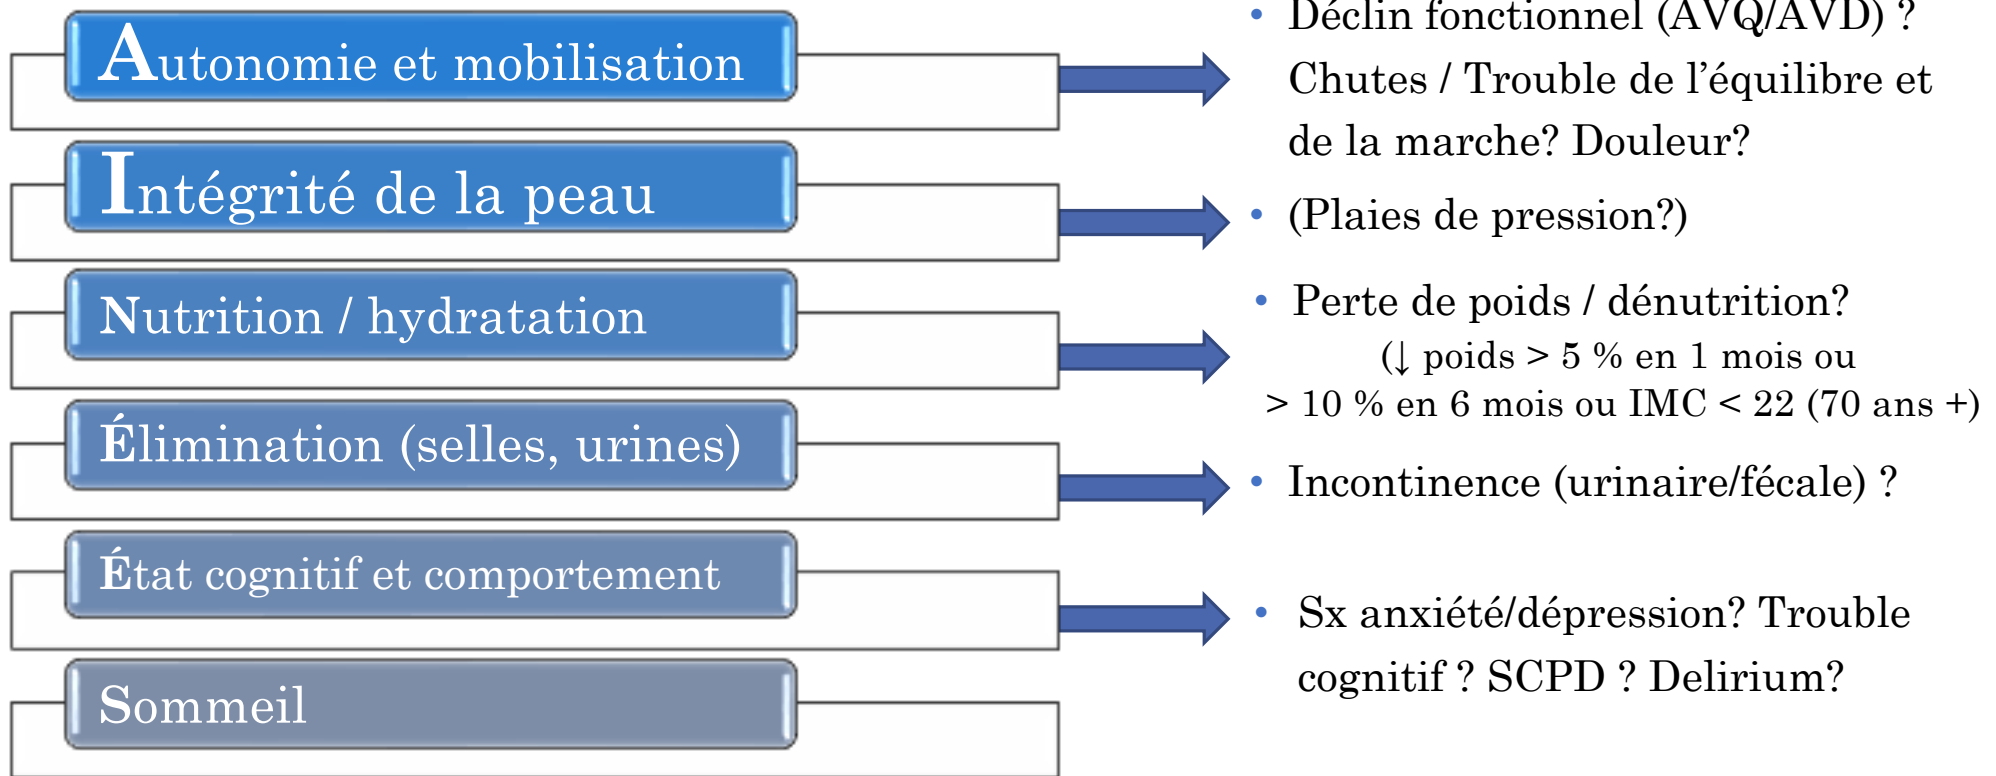 Autonomie et mobilisation
• Déclin fonctionnel (AVQ/AVD) ?
Chutes / Trouble de l’équilibre et
de la marche? Douleur?
Intégrité de la peau
• (Plaies de pression?)
Nutrition / hydratation
• Perte de poids / dénutrition?
(↓ poids > 5 % en 1 mois ou
> 10 % en 6 mois ou IMC < 22 (70 ans +)
Élimination (selles, urines)
• Incontinence (urinaire/fécale) ?
État cognitif et comportement
• Sx anxiété/dépression? Trouble
cognitif ? SCPD ? Delirium?
Sommeil